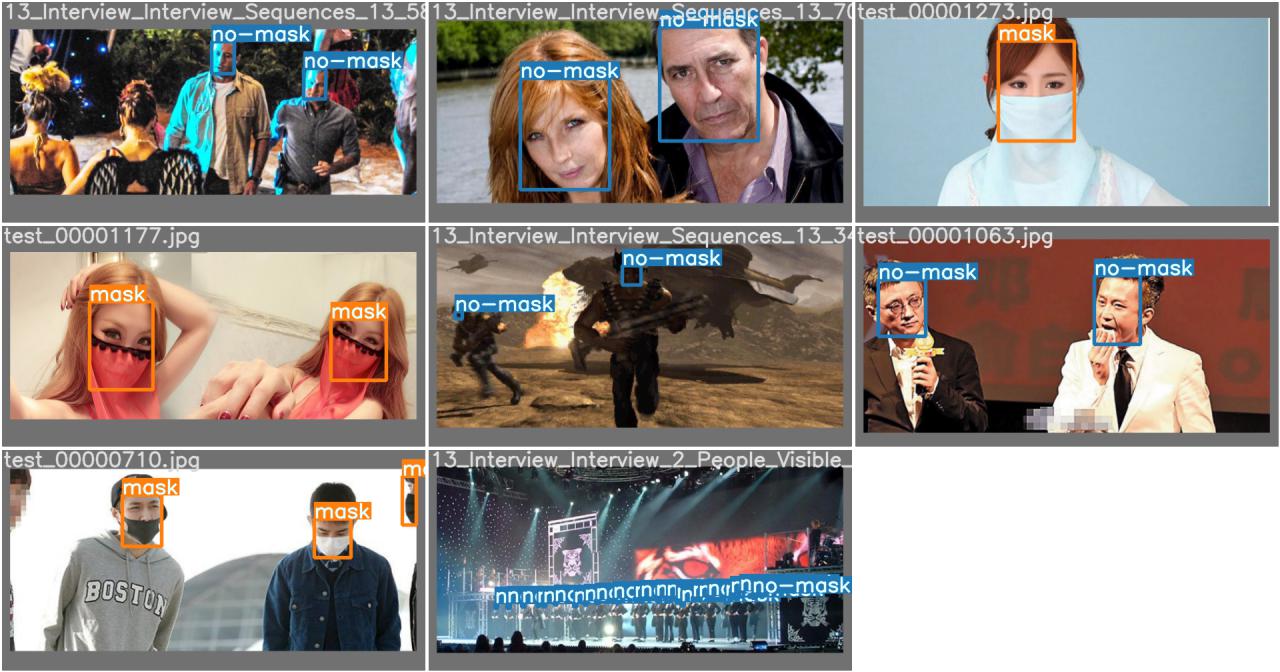 13_Interview_Interview_Sequences_13_58
no-mask
no-mask
13_Interview_Interview_Sequences_13_70
no-mask
no-mask
test_00001273.jpg
mask
test_00001177.jpg
mask
mask
13_Interview_Interview_Sequences_13_34
no-mask
no-mask
test_00001063.jpg
no-mask
no-mask
test_00000710.jpg
mask
mask
BOSTON
13_Interview_Interview_2_People_Visible_
no-mask